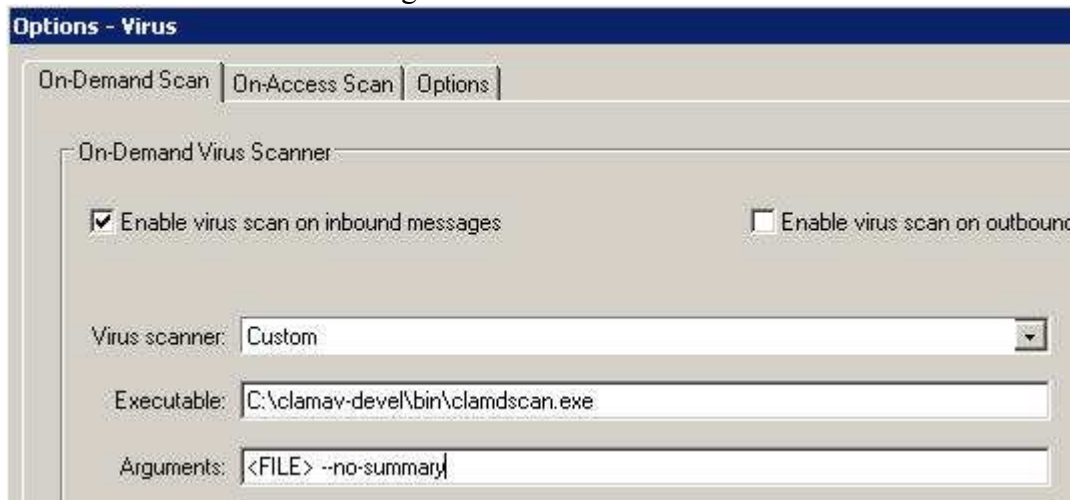 Options - Virus
On-Demand Scan On-Access Scan Options
On-Demand Virus Scanner
Enable virus scan on inbound messages Enable virus scan on outbound
Virus scanner: Custom
Executable: C:\clamav-devel\bin\clamdscan.exe
Arguments: <FILE> --no-summary